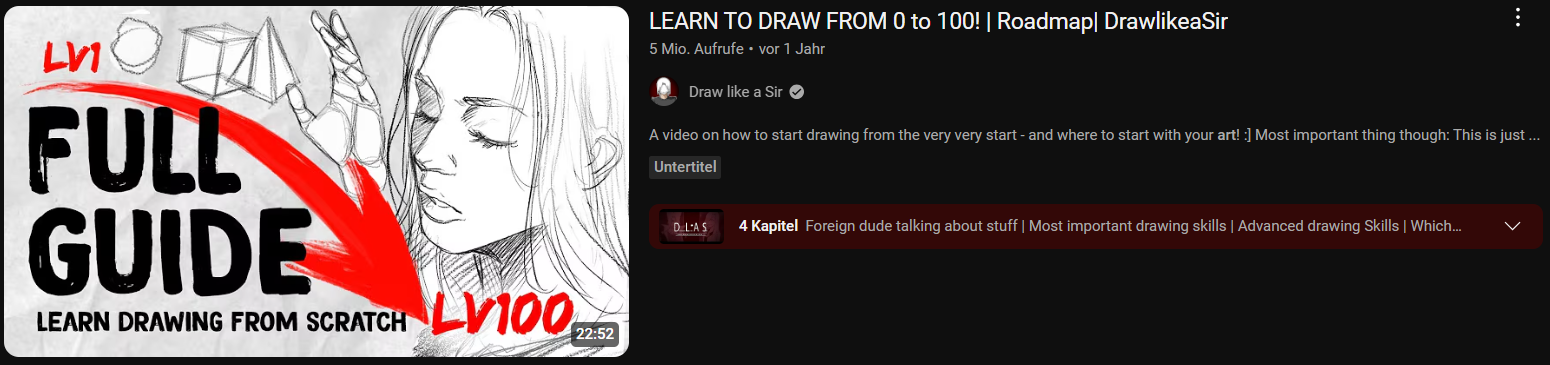 LV1
FULL
GUIDE
LEARN DRAWING FROM SCRATCH
LV100
22:52
LEARN TO DRAW FROM 0 to 100! | Roadmap| DrawlikeaSir
5 Mio. Aufrufe • vor 1 Jahr
Draw like a Sir
A video on how to start drawing from the very very start - and where to start with your art! :] Most important thing though: This is just ...
Untertitel
D L A S
4 Kapitel Foreign dude talking about stuff | Most important drawing skills | Advanced drawing Skills | Which...